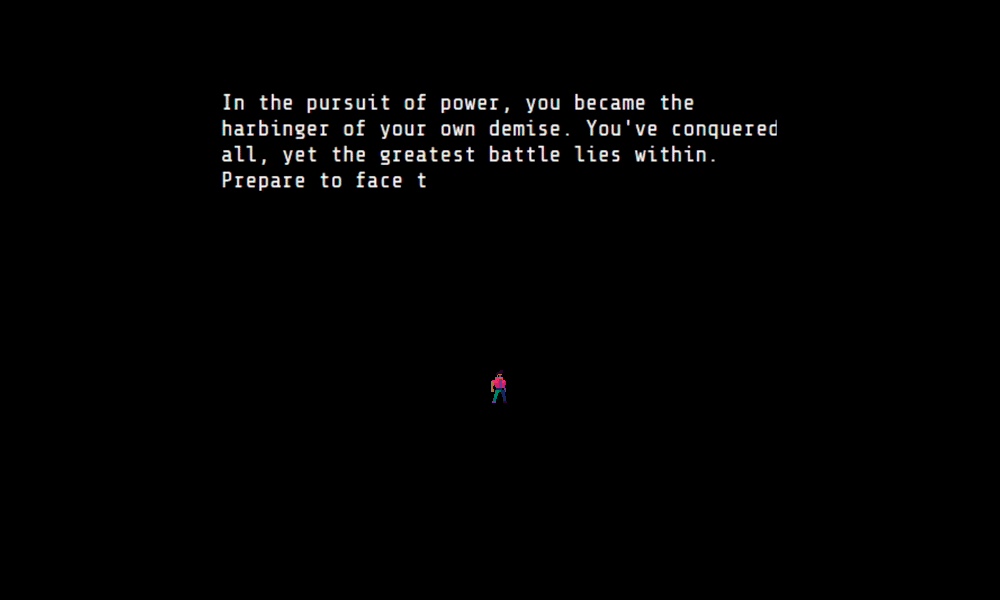 In the pursuit of power, you became the
harbinger of your own demise. You've conquered
all, yet the greatest battle lies within.
Prepare to face t